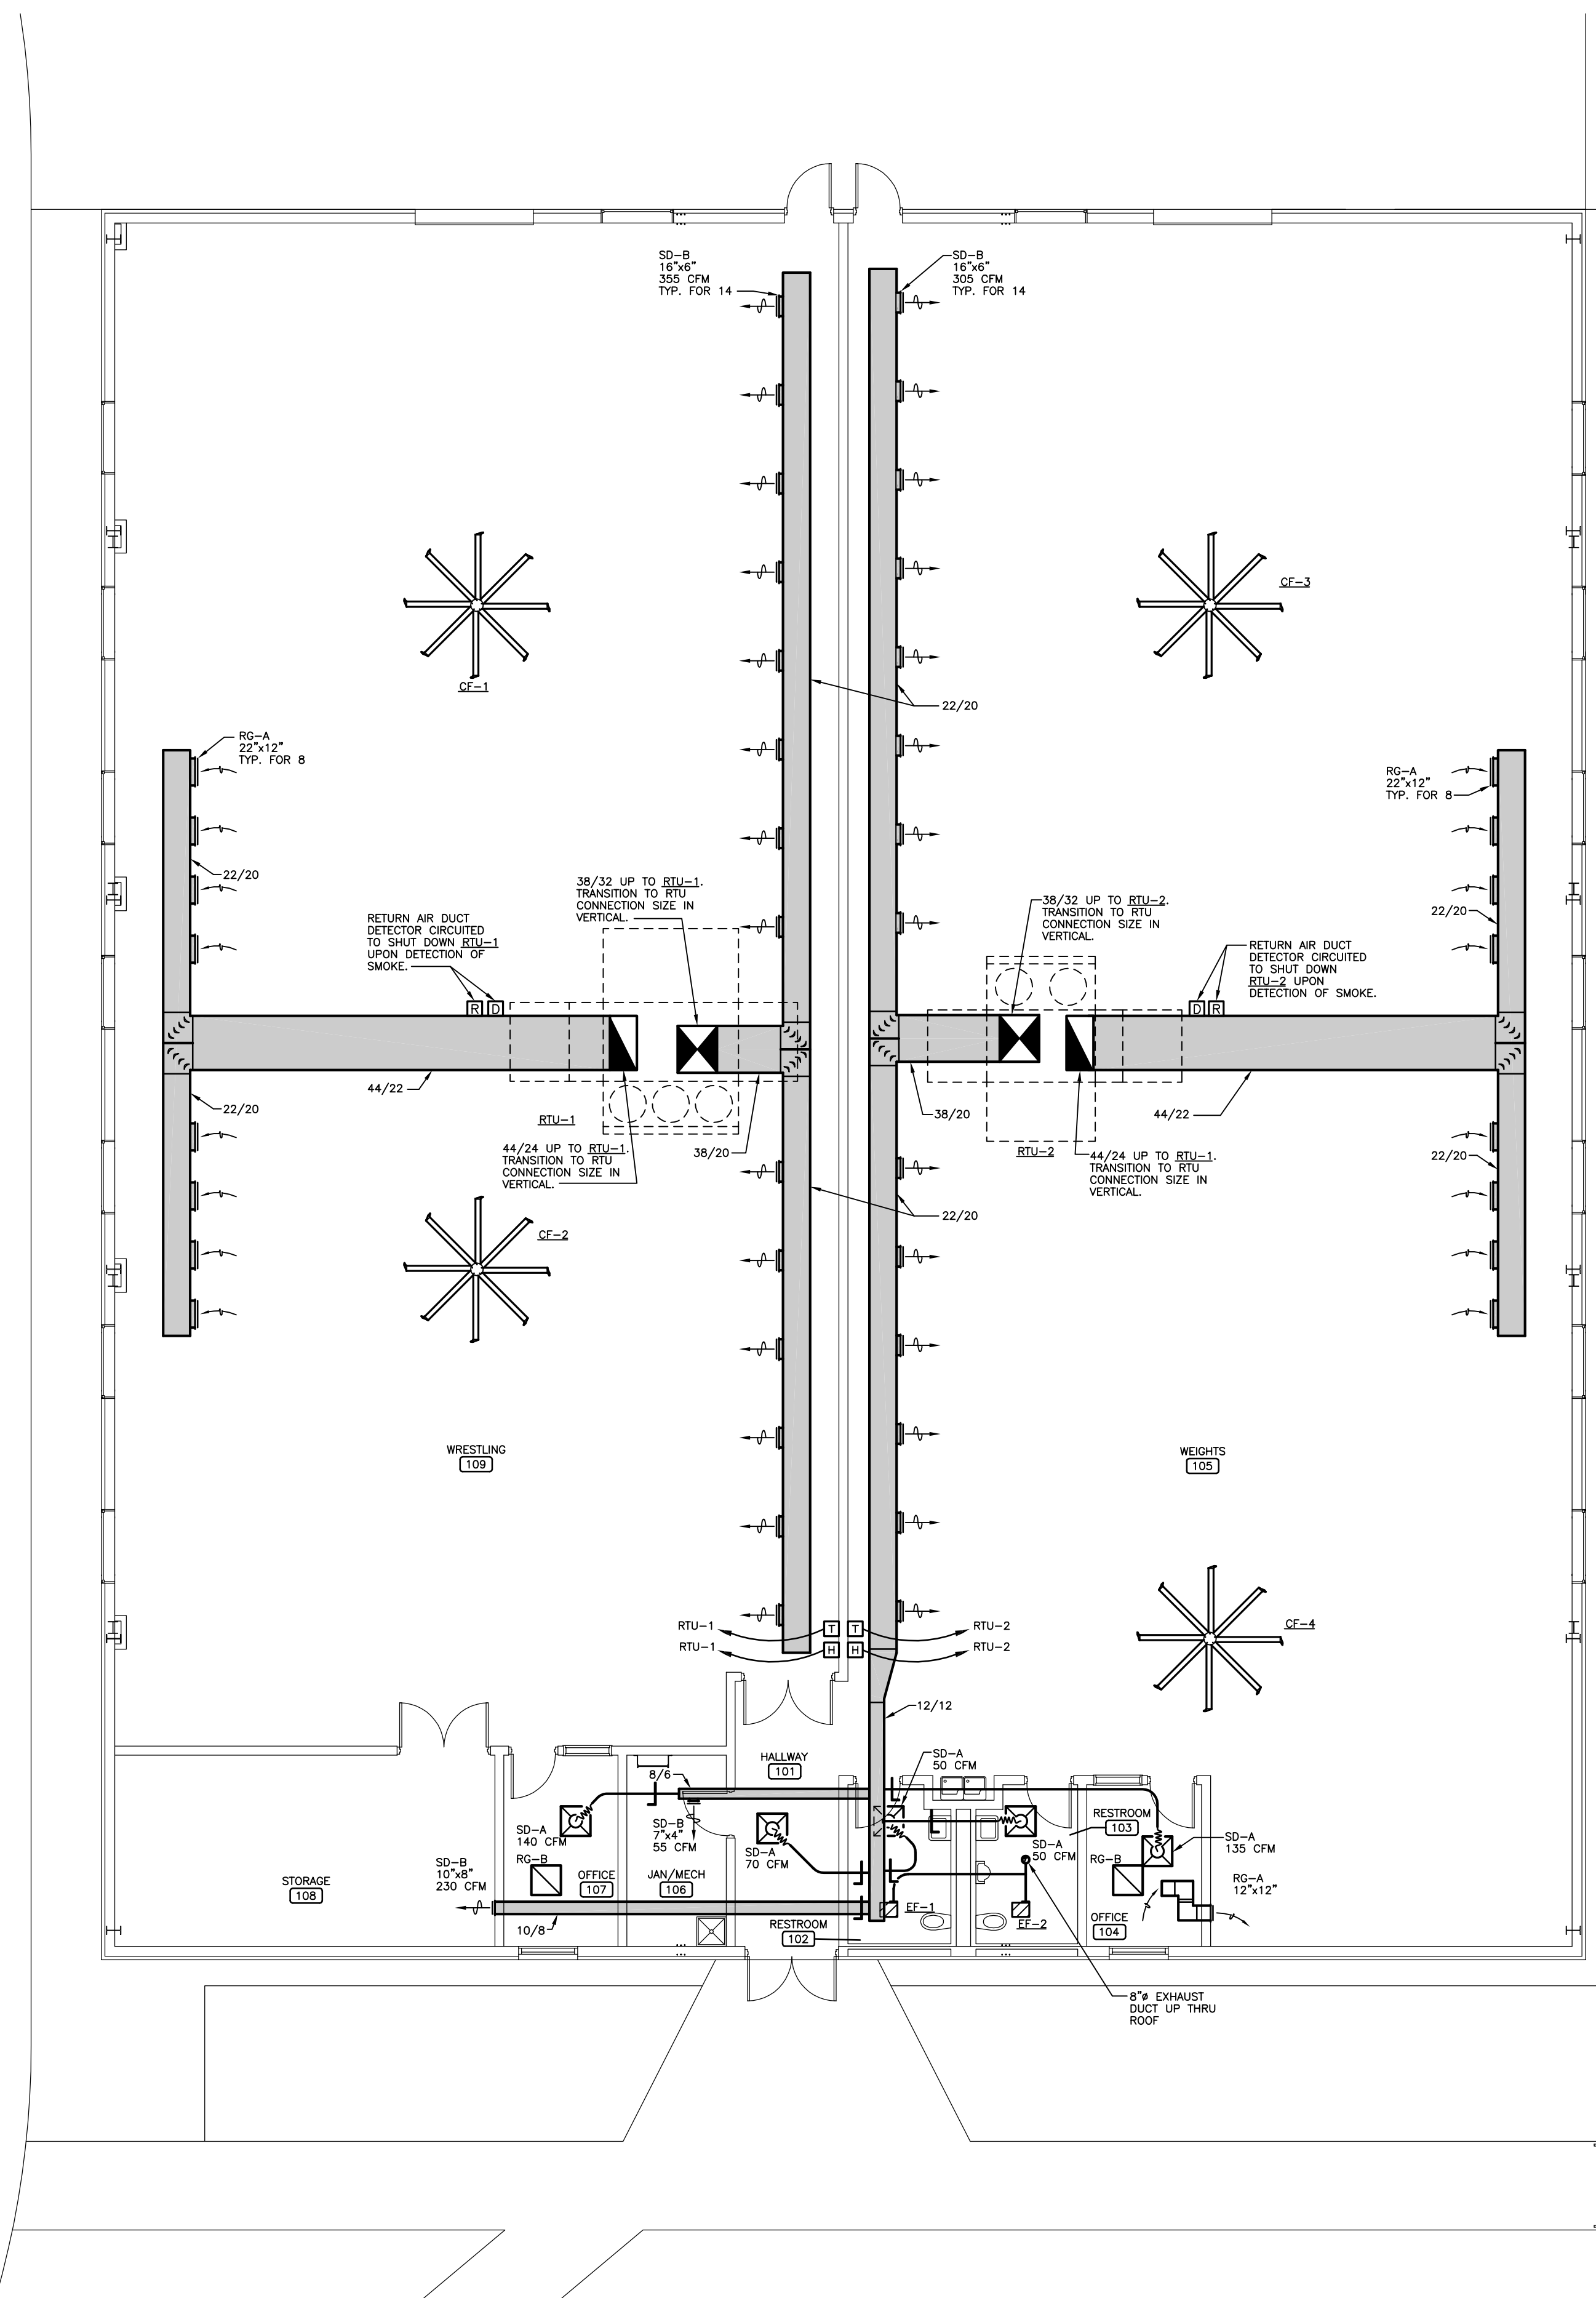 SD-B
16"x6"
355 CFM
TYP. FOR 14
SD-B
16"x6"
305 CFM
TYP. FOR 14
CF-1
CF-3
22/20
RG-A
22"x12"
TYP. FOR 8
RG-A
22"x12"
TYP. FOR 8
22/20
22/20
38/32 UP TO RTU-1.
TRANSITION TO RTU
CONNECTION SIZE IN
VERTICAL.
38/32 UP TO RTU-2.
TRANSITION TO RTU
CONNECTION SIZE IN
VERTICAL.
RETURN AIR DUCT
DETECTOR CIRCUITED
TO SHUT DOWN RTU-1
UPON DETECTION OF
SMOKE.
RETURN AIR DUCT
DETECTOR CIRCUITED
TO SHUT DOWN
RTU-2 UPON
DETECTION OF SMOKE.
R D
D R
44/22
22/20
RTU-1
38/20
38/20
44/22
RTU-2
22/20
44/24 UP TO RTU-1.
TRANSITION TO RTU
CONNECTION SIZE IN
VERTICAL.
44/24 UP TO RTU-1.
TRANSITION TO RTU
CONNECTION SIZE IN
VERTICAL.
22/20
CF-2
WRESTLING
109
WEIGHTS
105
RTU-1
T T
RTU-2
RTU-1
H H
RTU-2
CF-4
12/12
HALLWAY
101
8/6
SD-A
50 CFM
SD-A
140 CFM
SD-B
7"x4"
55 CFM
SD-A
70 CFM
SD-A
50 CFM
RESTROOM
103
SD-A
135 CFM
RG-B
RG-B
SD-B
10"x8"
230 CFM
OFFICE
107
JAN/MECH
106
RG-A
12"x12"
STORAGE
108
10/8
RESTROOM
102
EF-1
EF-2
OFFICE
104
8"ø EXHAUST
DUCT UP THRU
ROOF